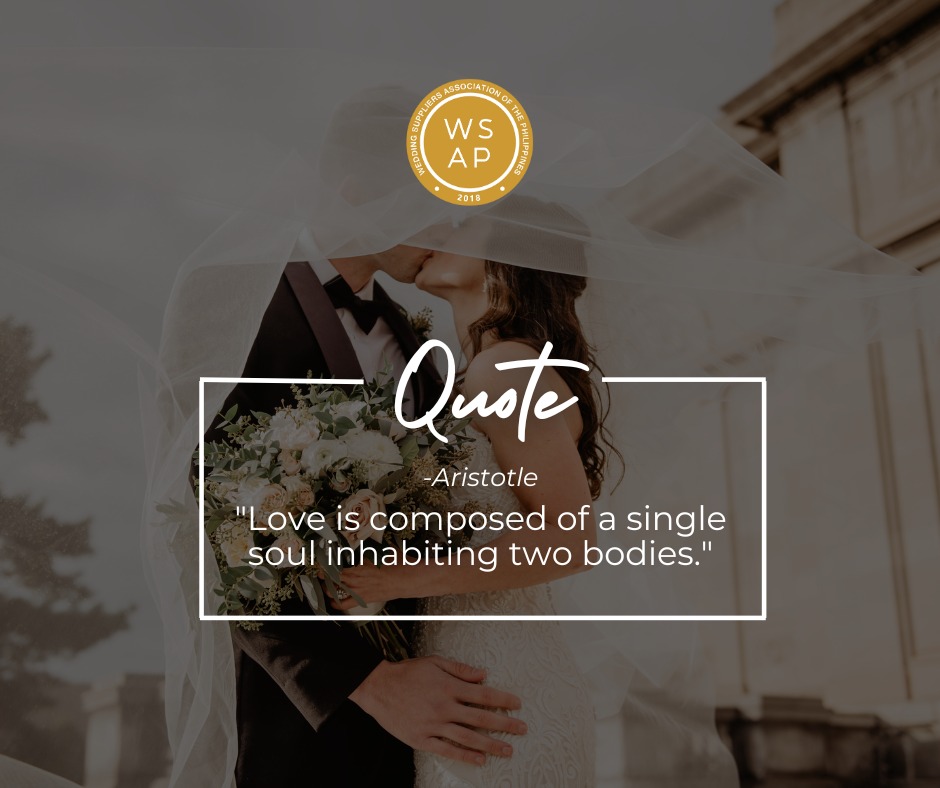 WEDDING SUPPLIERS ASSOCIATION OF THE PHILIPPINES
WS
AP
2018
Quote
-Aristotle
"Love is composed of a single
soul inhabiting two bodies."